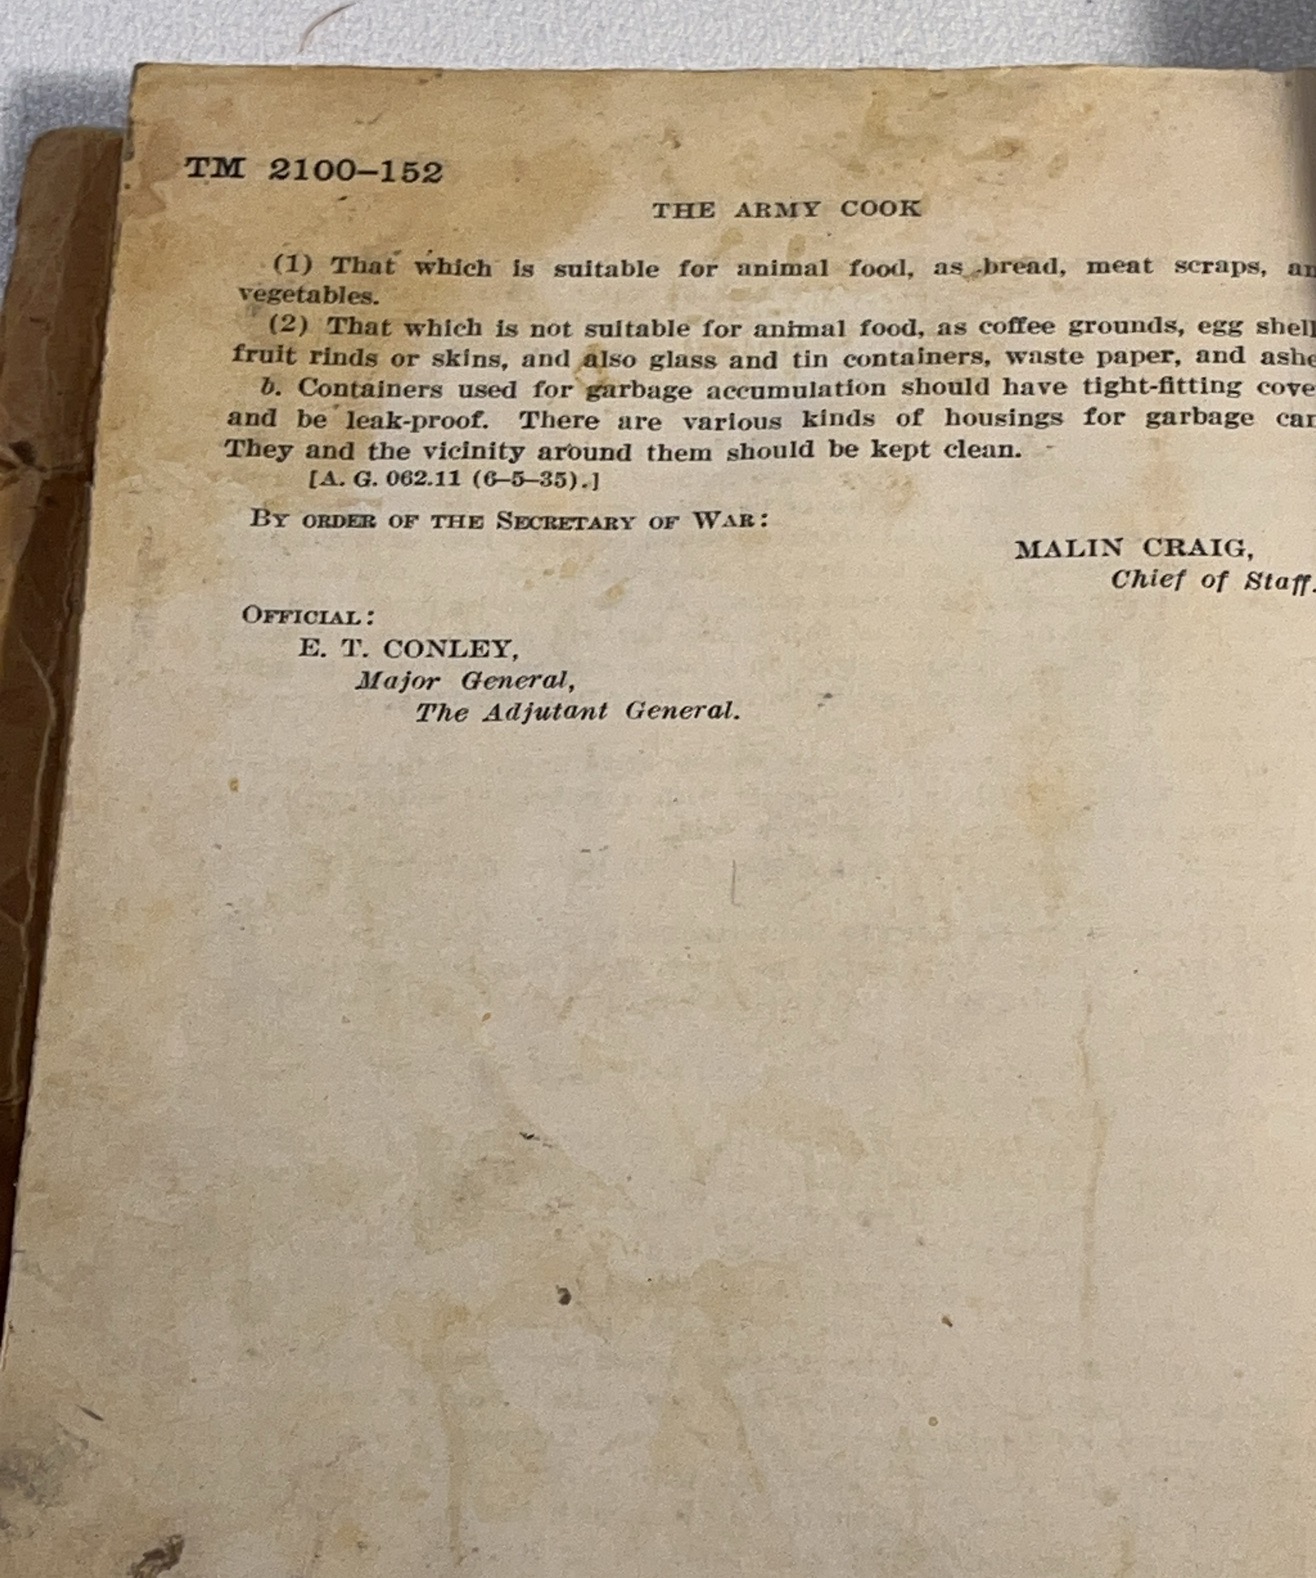 TM 2100–152
THE ARMY COOK
(1) That which is suitable for animal food, as bread, meat scraps, an
vegetables.
(2) That which is not suitable for animal food, as coffee grounds, egg shell
fruit rinds or skins, and also glass and tin containers, waste paper, and ashe
b. Containers used for garbage accumulation should have tight-fitting cove
and be leak-proof. There are various kinds of housings for garbage can
They and the vicinity around them should be kept clean.
[A. G. 062.11 (6–5–35).]
BY ORDER OF THE SECRETARY OF WAR:
MALIN CRAIG,
Chief of Staff.
OFFICIAL:
E. T. CONLEY,
Major General,
The Adjutant General.